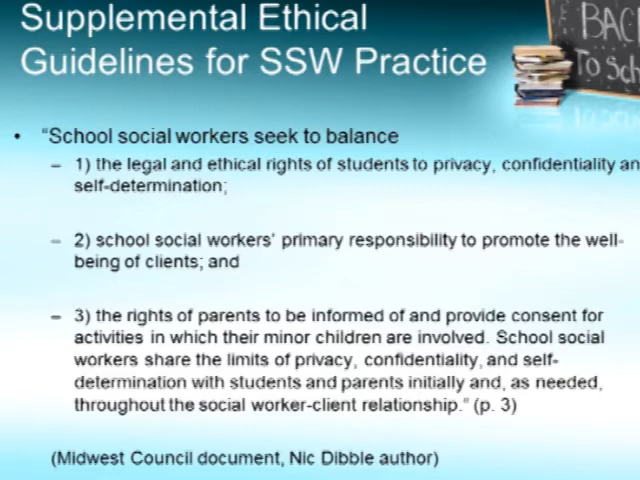 Supplemental Ethical
Guidelines for SSW Practice
BAC
To Sch
• “School social workers seek to balance
– 1) the legal and ethical rights of students to privacy, confidentiality an
self-determination;
– 2) school social workers’ primary responsibility to promote the well-
being of clients; and
– 3) the rights of parents to be informed of and provide consent for
activities in which their minor children are involved. School social
workers share the limits of privacy, confidentiality, and self-
determination with students and parents initially and, as needed,
throughout the social worker-client relationship.” (p. 3)
(Midwest Council document, Nic Dibble author)